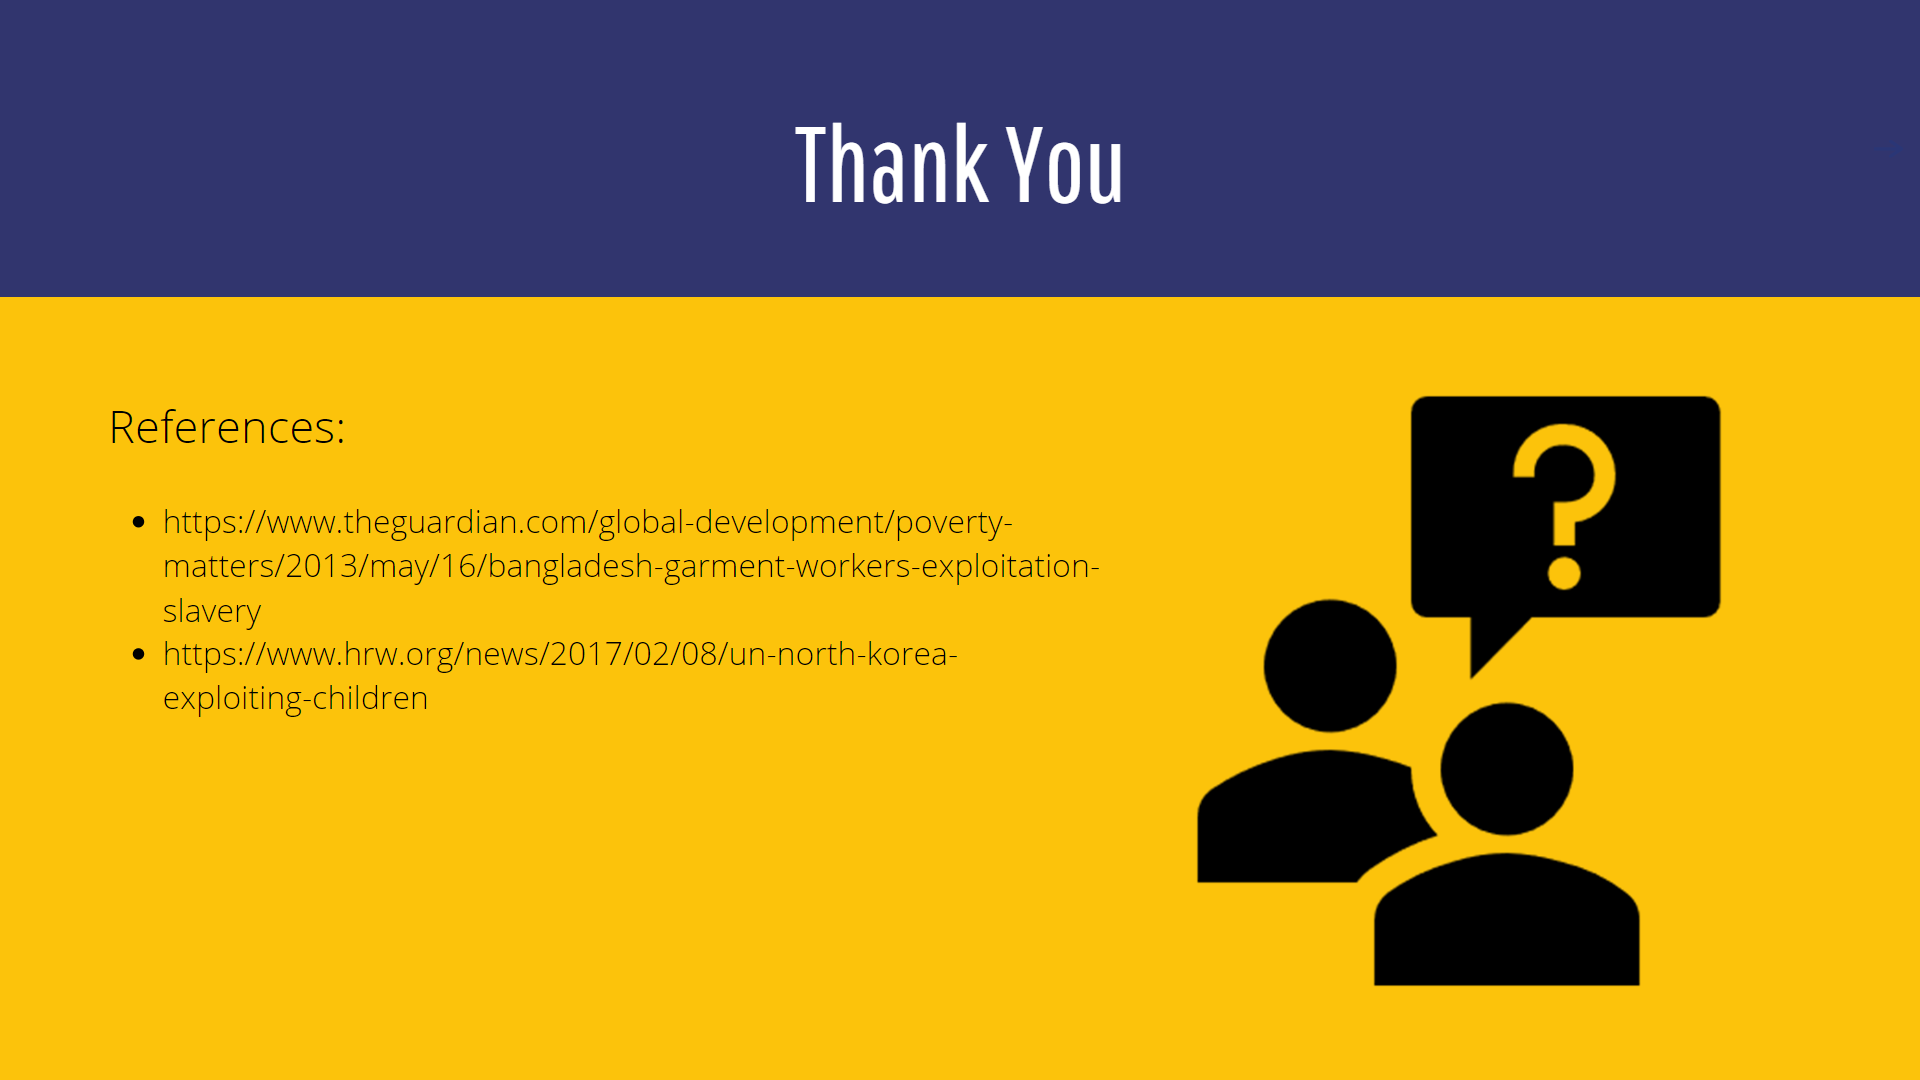 Thank You
References:
• https://www.theguardian.com/global-development/poverty-
matters/2013/may/16/bangladesh-garment-workers-exploitation-
slavery
• https://www.hrw.org/news/2017/02/08/un-north-korea-
exploiting-children
?